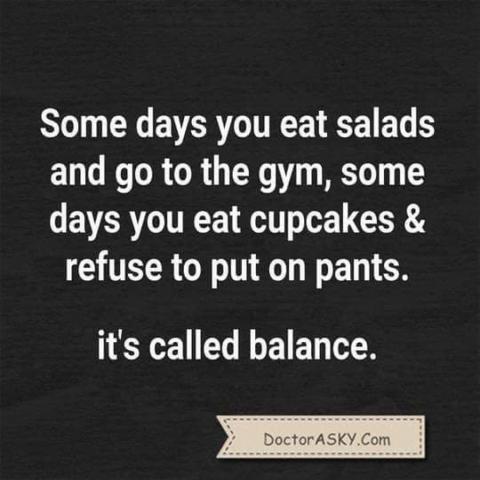 Some days you eat salads
and go to the gym, some
days you eat cupcakes &
refuse to put on pants.
it's called balance.
DoctorASKY.Com